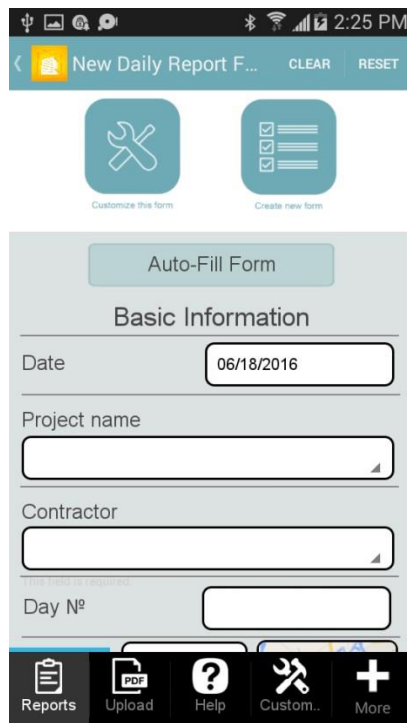 2:25 PM
New Daily Report F... CLEAR RESET
Customize this form Create new form
Auto-Fill Form
Basic Information
Date 06/18/2016
Project name
Contractor
This field is required.
Day Nº
PDF
Reports Upload Help Custom.. More